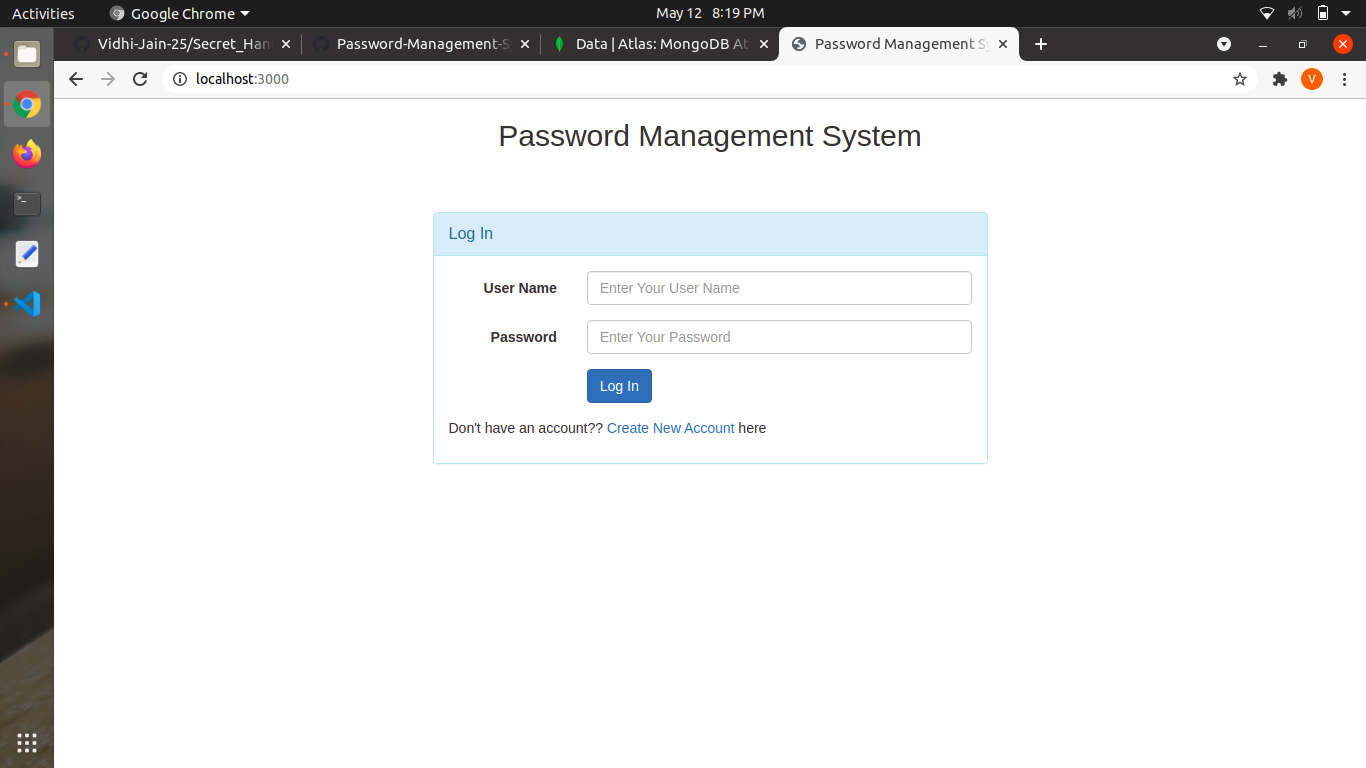 Activities
Google Chrome
May 12 8:19 PM
Vidhi-Jain-25/Secret_Han
Password-Management-S
Data | Atlas: MongoDB At
Password Management Sy
localhost:3000
V
Password Management System
Log In
User Name
Enter Your User Name
Password
Enter Your Password
Log In
Don't have an account?? Create New Account here